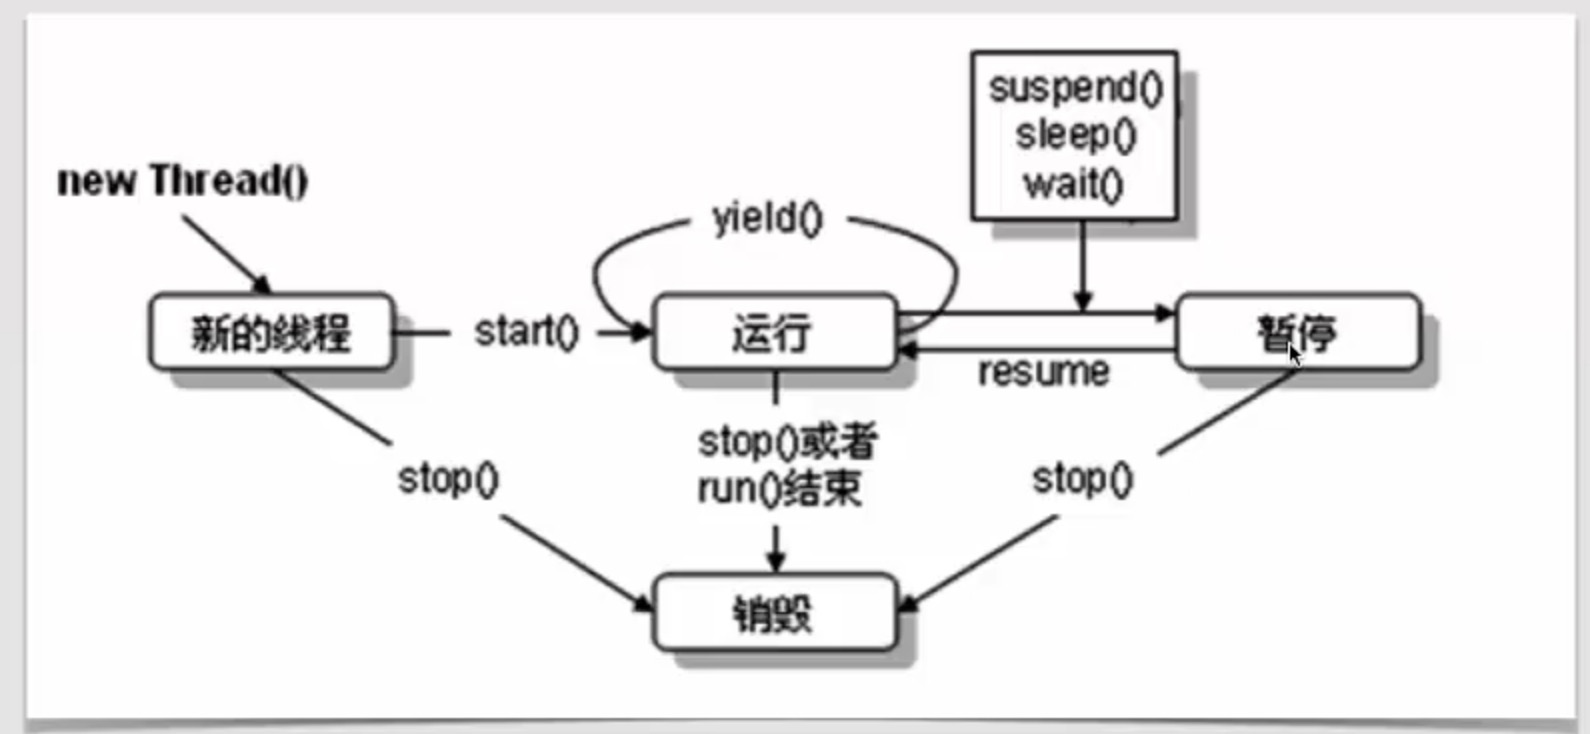 suspend()
sleep()
wait()
new Thread()
yield()
新的线程
start()
运行
暂停
resume
stop()或者
run()结束
stop()
stop()
销毁